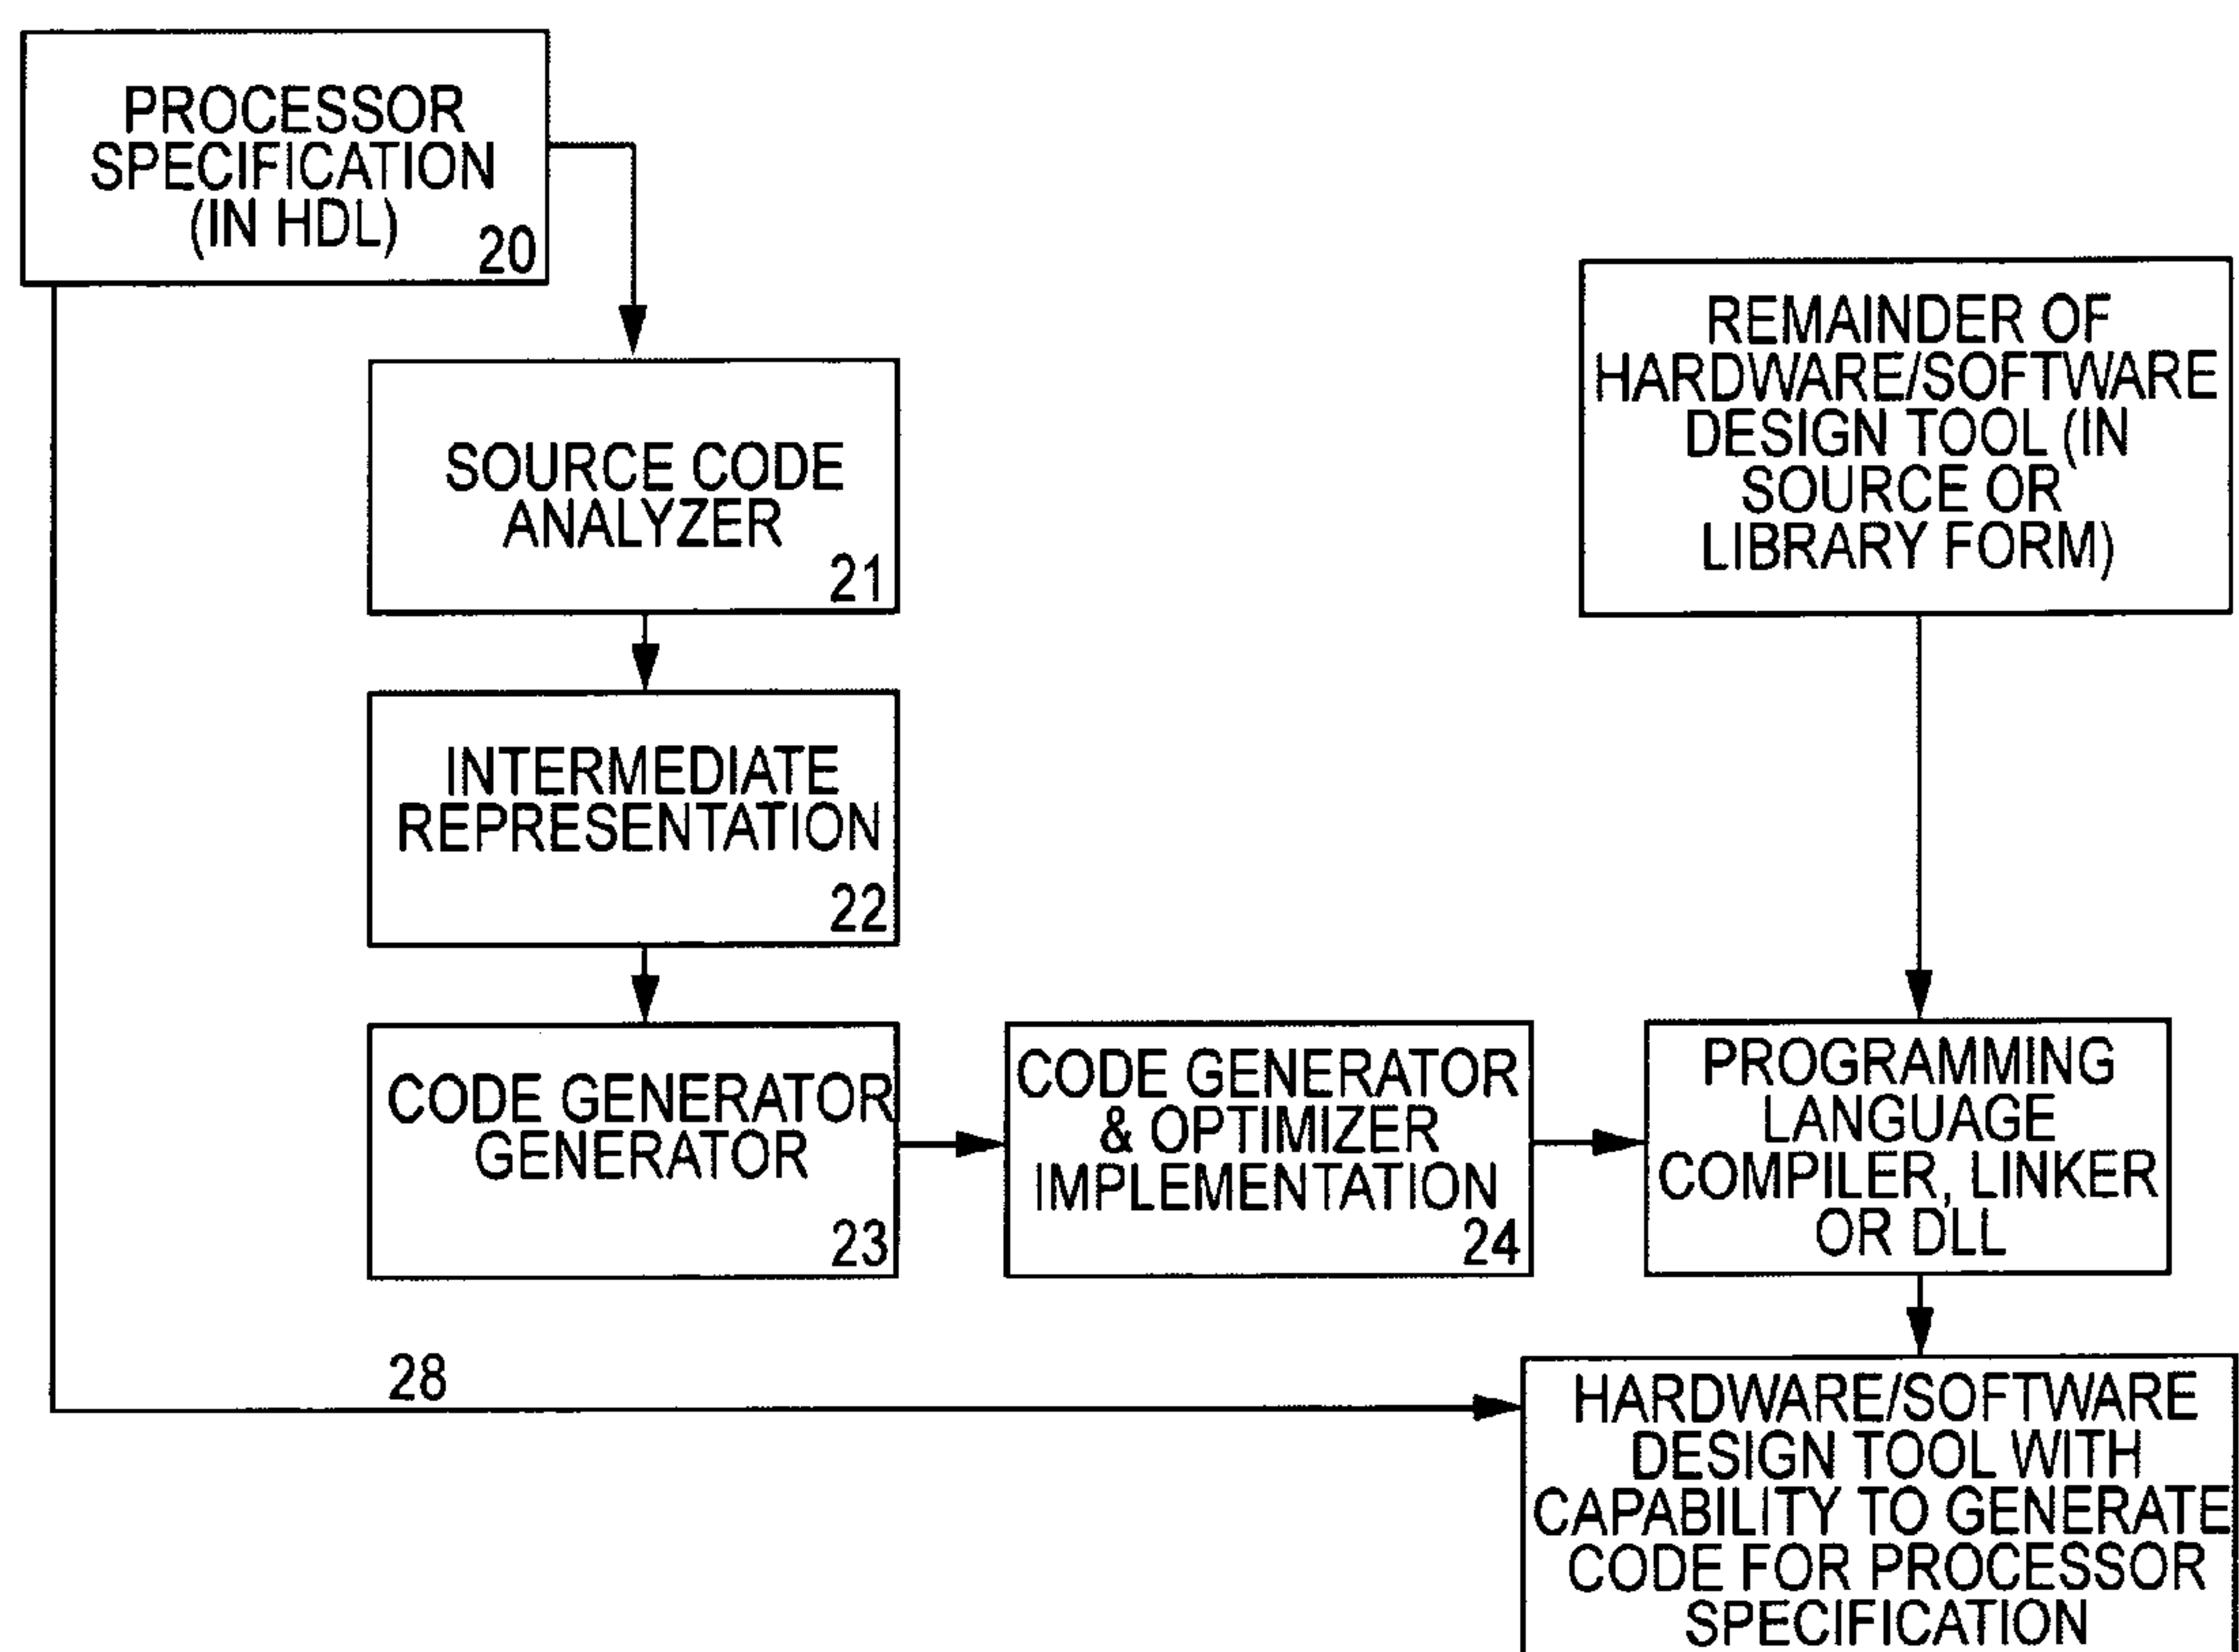 PROCESSOR
SPECIFICATION
(IN HDL)
20
SOURCE CODE
ANALYZER
21
INTERMEDIATE
REPRESENTATION
22
CODE GENERATOR
GENERATOR
23
CODE GENERATOR
& OPTIMIZER
IMPLEMENTATION
24
REMAINDER OF
HARDWARE/SOFTWARE
DESIGN TOOL (IN
SOURCE OR
LIBRARY FORM)
PROGRAMMING
LANGUAGE
COMPILER, LINKER
OR DLL
28
HARDWARE/SOFTWARE
DESIGN TOOL WITH
CAPABILITY TO GENERATE
CODE FOR PROCESSOR
SPECIFICATION